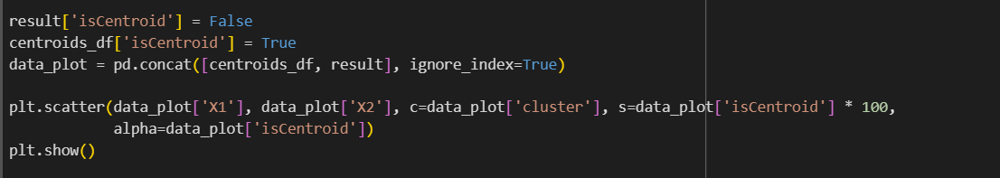 result['isCentroid'] = False
centroids_df['isCentroid'] = True
data_plot = pd.concat([centroids_df, result], ignore_index=True)
plt.scatter(data_plot['X1'], data_plot['X2'], c=data_plot['cluster'], s=data_plot['isCentroid'] * 100,
alpha=data_plot['isCentroid'])
plt.show()